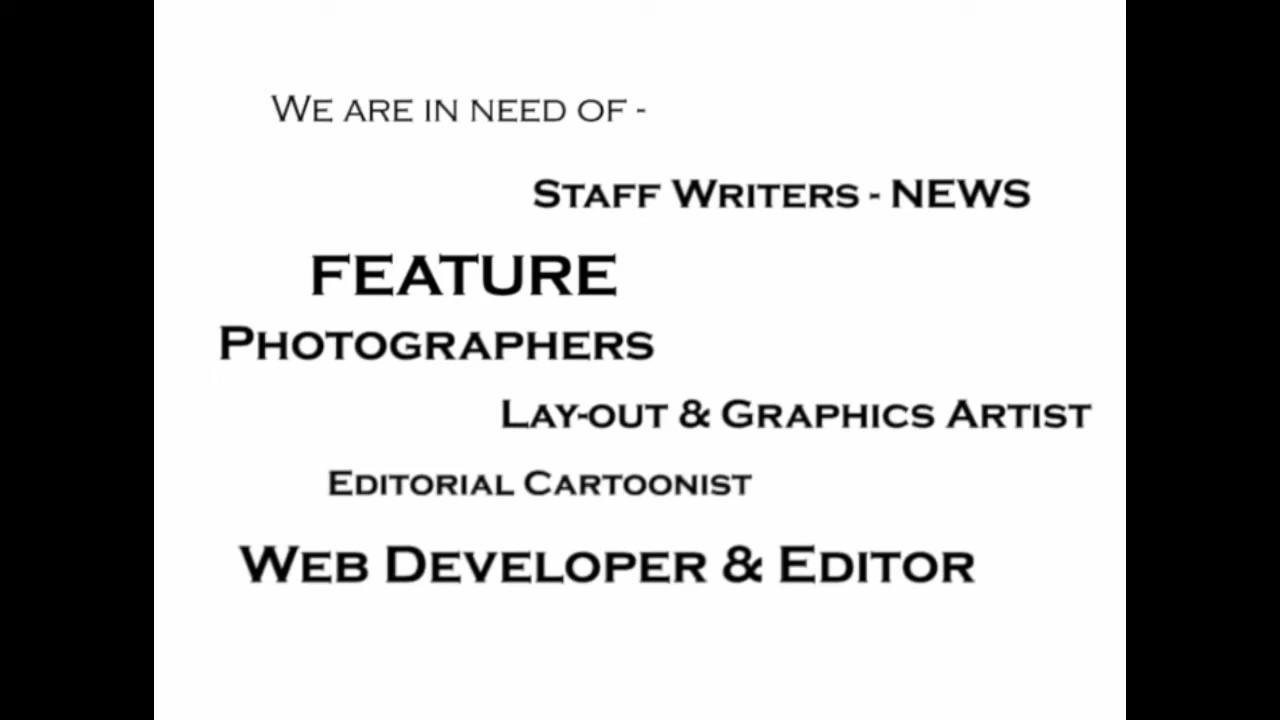 We are in need of -
Staff Writers - NEWS
FEATURE
Photographers
Lay-out & Graphics Artist
Editorial Cartoonist
Web Developer & Editor